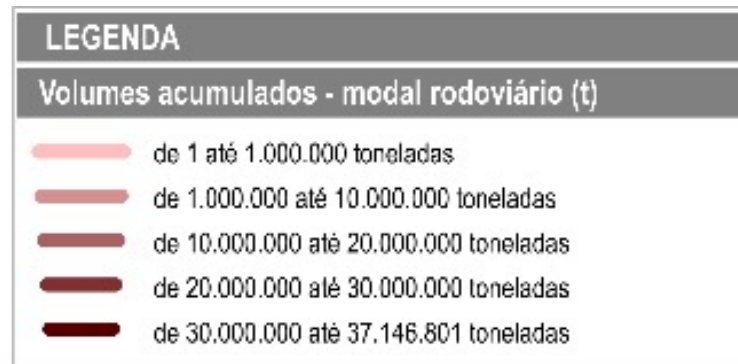 LEGENDA
Volumes acumulados - modal rodoviário (t)
de 1 até 1.000.000 toneladas
de 1.000.000 até 10.000.000 toneladas
de 10.000.000 até 20.000.000 toneladas
de 20.000.000 até 30.000.000 toneladas
de 30.000.000 até 37.146.801 toneladas